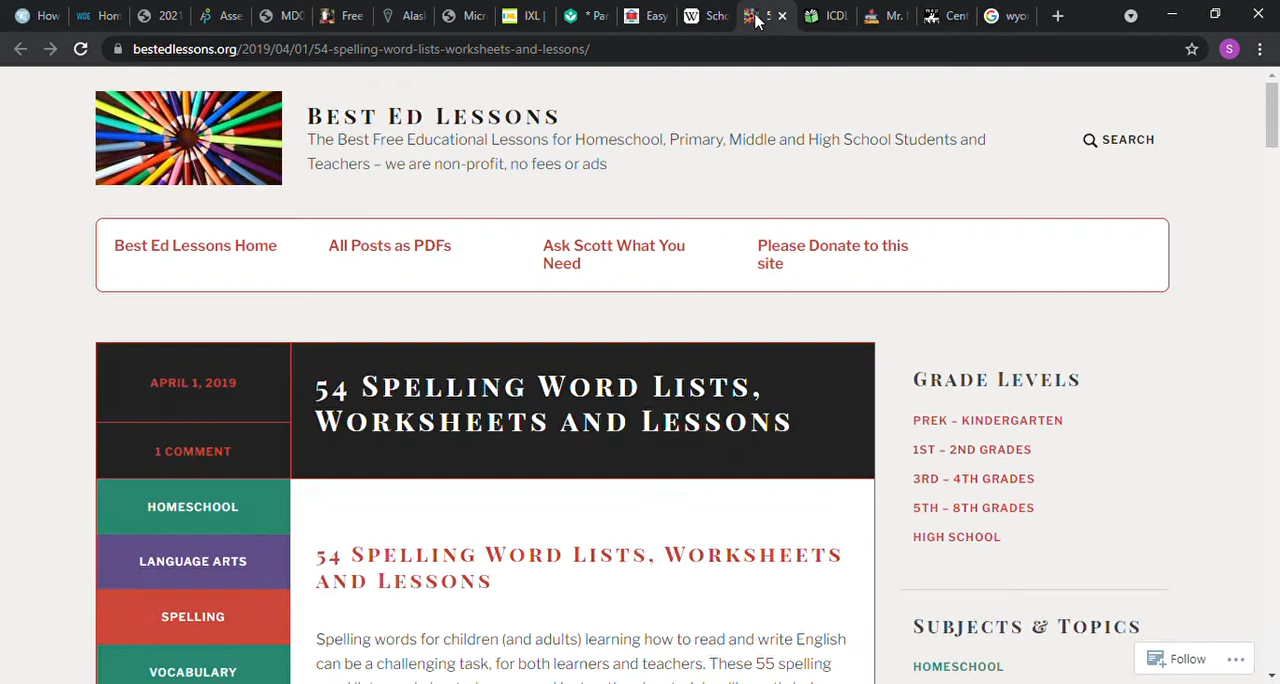 How
WDE Hom
2021
Asse
MDC
Free
Alas
Micr
IXL |
* Par
Easy
Scho
5
ICDL
Mr.
Cent
wyo
bestedlessons.org/2019/04/01/54-spelling-word-lists-worksheets-and-lessons/
S
Best Ed Lessons
The Best Free Educational Lessons for Homeschool, Primary, Middle and High School Students and
Teachers – we are non-profit, no fees or ads
SEARCH
Best Ed Lessons Home
All Posts as PDFs
Ask Scott What You
Need
Please Donate to this
site
APRIL 1, 2019
1 COMMENT
HOMESCHOOL
LANGUAGE ARTS
SPELLING
VOCABULARY
54 Spelling Word Lists,
Worksheets and Lessons
54 Spelling Word Lists, Worksheets
and Lessons
Spelling words for children (and adults) learning how to read and write English
can be a challenging task, for both learners and teachers. These 55 spelling
Grade Levels
PREK – KINDERGARTEN
1ST – 2ND GRADES
3RD – 4TH GRADES
5TH – 8TH GRADES
HIGH SCHOOL
Subjects & Topics
HOMESCHOOL
Follow